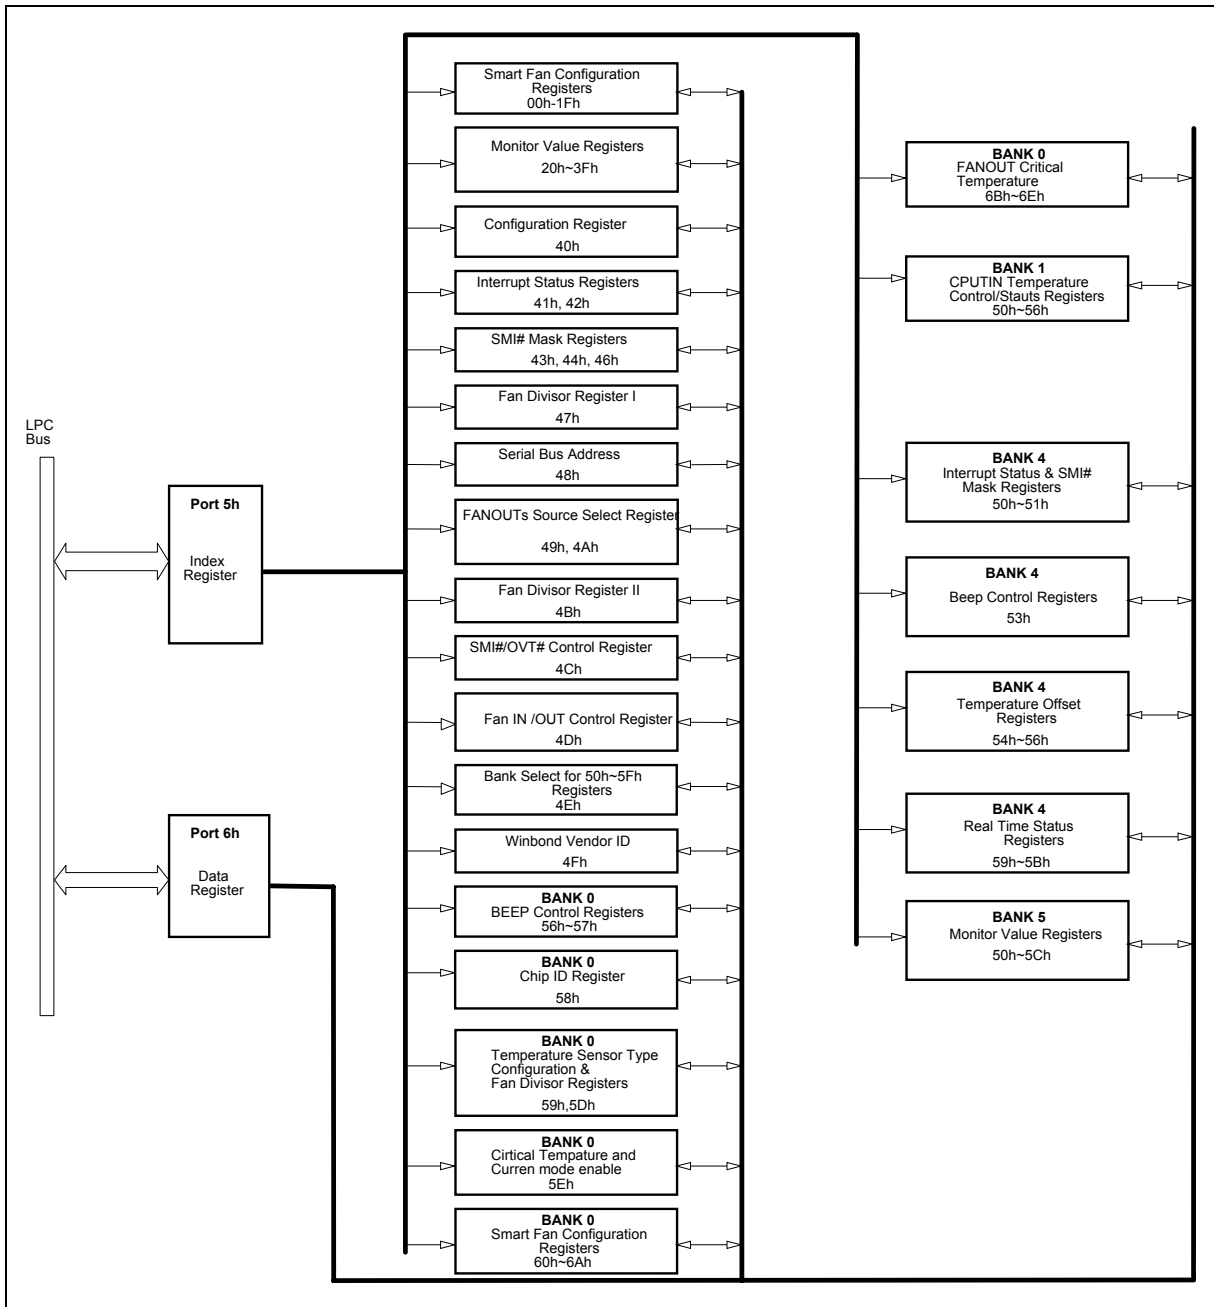 LPC
Bus
Port 5h
Index
Register
Port 6h
Data
Register
Smart Fan Configuration
Registers
00h-1Fh
Monitor Value Registers
20h~3Fh
Configuration Register
40h
Interrupt Status Registers
41h, 42h
SMI# Mask Registers
43h, 44h, 46h
Fan Divisor Register I
47h
Serial Bus Address
48h
FANOUTs Source Select Register
49h, 4Ah
Fan Divisor Register II
4Bh
SMI#/OVT# Control Register
4Ch
Fan IN /OUT Control Register
4Dh
Bank Select for 50h~5Fh
Registers
4Eh
Winbond Vendor ID
4Fh
BANK 0
BEEP Control Registers
56h~57h
BANK 0
Chip ID Register
58h
BANK 0
Temperature Sensor Type
Configuration &
Fan Divisor Registers
59h,5Dh
BANK 0
Cirtical Tempature and
Curren mode enable
5Eh
BANK 0
Smart Fan Configuration
Registers
60h~6Ah
BANK 0
FANOUT Critical
Temperature
6Bh~6Eh
BANK 1
CPUTIN Temperature
Control/Stauts Registers
50h~56h
BANK 4
Interrupt Status & SMI#
Mask Registers
50h~51h
BANK 4
Beep Control Registers
53h
BANK 4
Temperature Offset
Registers
54h~56h
BANK 4
Real Time Status
Registers
59h~5Bh
BANK 5
Monitor Value Registers
50h~5Ch